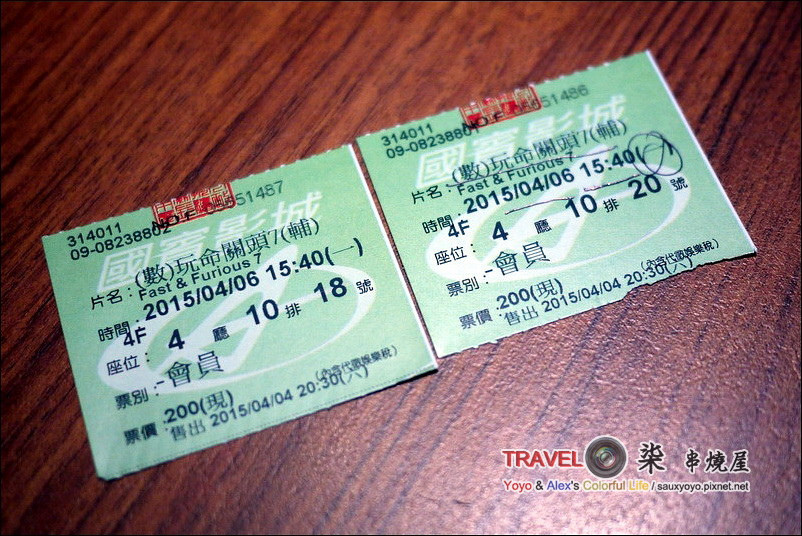 314011
09-08238802
51487
國賓影城
片名：(數)玩命關頭7(輔)
Fast & Furious 7
時間：2015/04/06 15:40(一)
座位：4F 4 廳 10 排 18 號
票別：-會員
票價：200(現) (內含代徵娛樂稅)
售出 2015/04/04 20:30(六)
314011
09-0823880
51486
國賓影城
片名：(數)玩命關頭7(輔)
Fast & Furious 7
時間：2015/04/06 15:40(
座位：4F 4 廳 10 排 20 號
票別：-會員
票價：200(現) (內含代徵娛樂稅)
售出 2015/04/04 20:30(六)
TRAVEL 柒 串燒屋
Yoyo & Alex's Colorful Life / sauxyoyo.pixnet.net